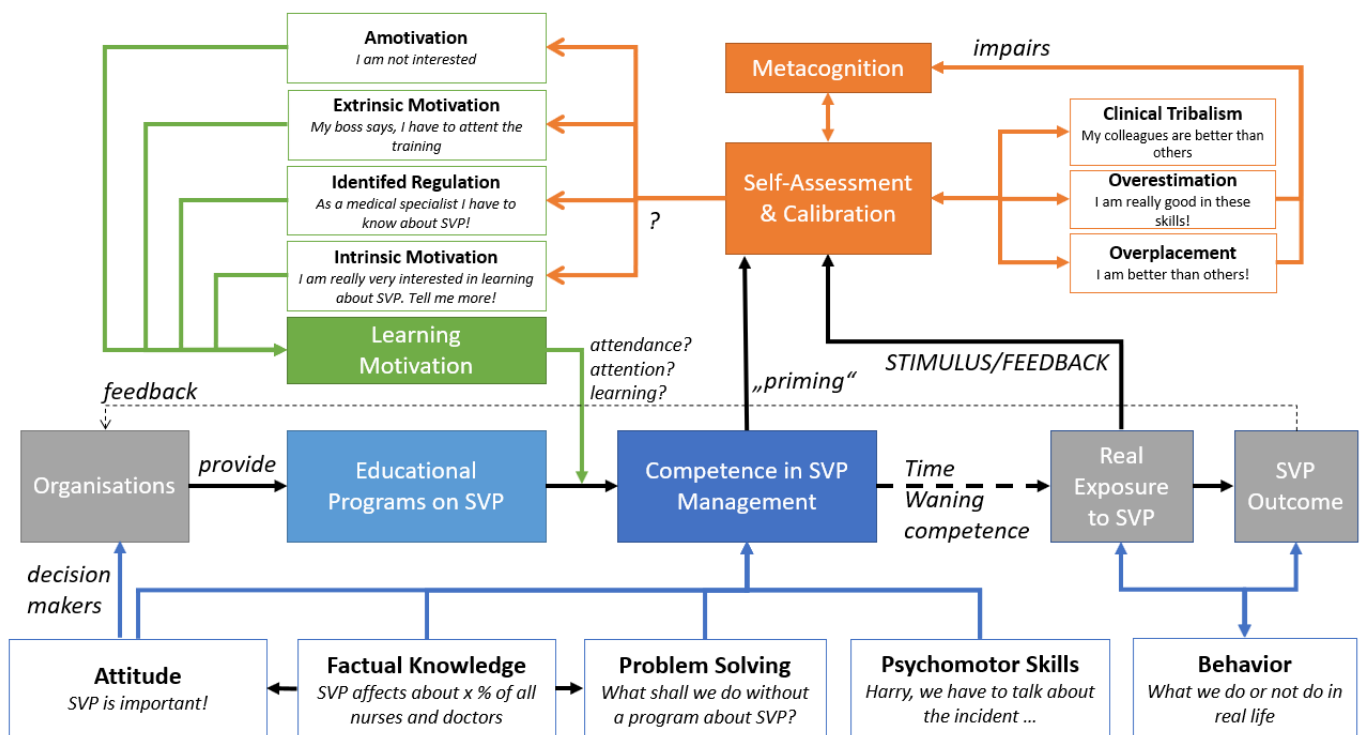 Amotivation
I am not interested
Extrinsic Motivation
My boss says, I have to attent the
training
Identifed Regulation
As a medical specialist I have to
know about SVP!
Intrinsic Motivation
I am really very interested in learning
about SVP. Tell me more!
Learning
Motivation
Metacognition
impairs
Self-Assessment
& Calibration
?
Clinical Tribalism
My colleagues are better than
others
Overestimation
I am really good in these
skills!
Overplacement
I am better than others!
attendance?
attention?
learning?
„priming“
STIMULUS/FEEDBACK
feedback
Organisations
provide
Educational
Programs on SVP
Competence in SVP
Management
Time
Waning
competence
Real
Exposure
to SVP
SVP
Outcome
decision
makers
Attitude
SVP is important!
Factual Knowledge
SVP affects about x % of all
nurses and doctors
Problem Solving
What shall we do without
a program about SVP?
Psychomotor Skills
Harry, we have to talk about
the incident ...
Behavior
What we do or not do in
real life